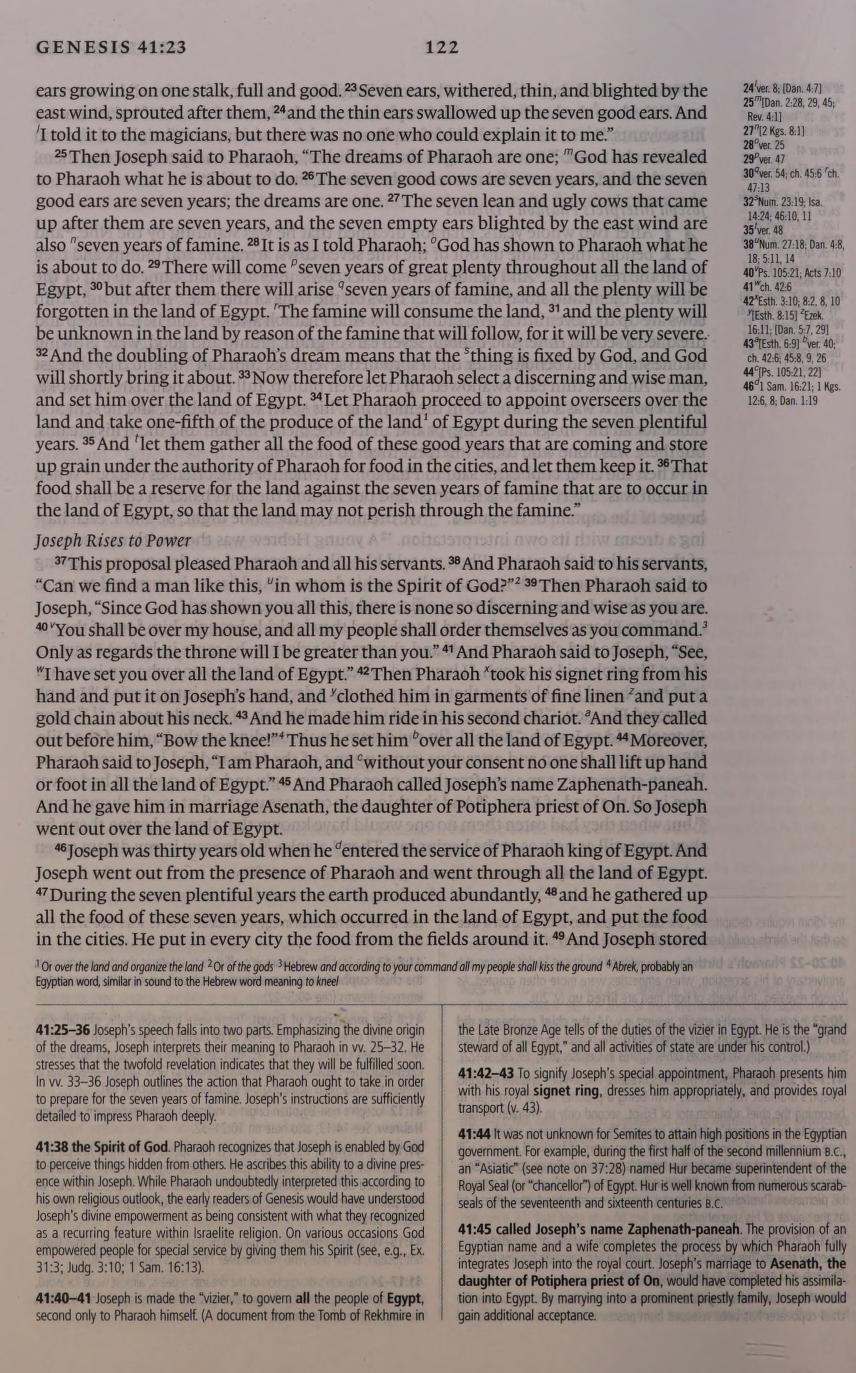 GENESIS 41:23
122
ears growing on one stalk, full and good. 23 Seven ears, withered, thin, and blighted by the
east wind, sprouted after them, 24 and the thin ears swallowed up the seven good ears. And
l I told it to the magicians, but there was no one who could explain it to me.”
25 Then Joseph said to Pharaoh, “The dreams of Pharaoh are one; m God has revealed
to Pharaoh what he is about to do. 26 The seven good cows are seven years, and the seven
good ears are seven years; the dreams are one. 27 The seven lean and ugly cows that came
up after them are seven years, and the seven empty ears blighted by the east wind are
also n seven years of famine. 28 It is as I told Pharaoh; o God has shown to Pharaoh what he
is about to do. 29 There will come p seven years of great plenty throughout all the land of
Egypt, 30 but after them there will arise q seven years of famine, and all the plenty will be
forgotten in the land of Egypt. r The famine will consume the land, 31 and the plenty will
be unknown in the land by reason of the famine that will follow, for it will be very severe.
32 And the doubling of Pharaoh’s dream means that the s thing is fixed by God, and God
will shortly bring it about. 33 Now therefore let Pharaoh select a discerning and wise man,
and set him over the land of Egypt. 34 Let Pharaoh proceed to appoint overseers over the
land and take one-fifth of the produce of the land 1 of Egypt during the seven plentiful
years. 35 And t let them gather all the food of these good years that are coming and store
up grain under the authority of Pharaoh for food in the cities, and let them keep it. 36 That
food shall be a reserve for the land against the seven years of famine that are to occur in
the land of Egypt, so that the land may not perish through the famine.”
Joseph Rises to Power
37 This proposal pleased Pharaoh and all his servants. 38 And Pharaoh said to his servants,
“Can we find a man like this, u in whom is the Spirit of God?” 2 39 Then Pharaoh said to
Joseph, “Since God has shown you all this, there is none so discerning and wise as you are.
40 v You shall be over my house, and all my people shall order themselves as you command. 3
Only as regards the throne will I be greater than you.” 41 And Pharaoh said to Joseph, “See,
w I have set you over all the land of Egypt.” 42 Then Pharaoh x took his signet ring from his
hand and put it on Joseph’s hand, and y clothed him in garments of fine linen z and put a
gold chain about his neck. 43 And he made him ride in his second chariot. a And they called
out before him, “Bow the knee!” 4 Thus he set him b over all the land of Egypt. 44 Moreover,
Pharaoh said to Joseph, “I am Pharaoh, and c without your consent no one shall lift up hand
or foot in all the land of Egypt.” 45 And Pharaoh called Joseph’s name Zaphenath-paneah.
And he gave him in marriage Asenath, the daughter of Potiphera priest of On. So Joseph
went out over the land of Egypt.
46 Joseph was thirty years old when he d entered the service of Pharaoh king of Egypt. And
Joseph went out from the presence of Pharaoh and went through all the land of Egypt.
47 During the seven plentiful years the earth produced abundantly, 48 and he gathered up
all the food of these seven years, which occurred in the land of Egypt, and put the food
in the cities. He put in every city the food from the fields around it. 49 And Joseph stored
24 l ver. 8; [Dan. 4:7]
25 m [Dan. 2:28, 29, 45;
Rev. 4:1]
27 n [2 Kgs. 8:1]
28 o ver. 25
29 p ver. 47
30 q ver. 54; ch. 45:6 r ch.
47:13
32 s Num. 23:19; Isa.
14:24; 46:10, 11
35 t ver. 48
38 u Num. 27:18; Dan. 4:8,
18; 5:11, 14
40 v Ps. 105:21; Acts 7:10
41 w ch. 42:6
42 x Esth. 3:10; 8:2, 8, 10
y [Esth. 8:15] z Ezek.
16:11; [Dan. 5:7, 29]
43 a [Esth. 6:9] b ver. 40;
ch. 42:6; 45:8, 9, 26
44 c [Ps. 105:21, 22]
46 d 1 Sam. 16:21; 1 Kgs.
12:6, 8; Dan. 1:19
1 Or over the land and organize the land 2 Or of the gods 3 Hebrew and according to your command all my people shall kiss the ground 4 Abrek, probably an
Egyptian word, similar in sound to the Hebrew word meaning to kneel
41:25–36 Joseph’s speech falls into two parts. Emphasizing the divine origin
of the dreams, Joseph interprets their meaning to Pharaoh in vv. 25–32. He
stresses that the twofold revelation indicates that they will be fulfilled soon.
In vv. 33–36 Joseph outlines the action that Pharaoh ought to take in order
to prepare for the seven years of famine. Joseph’s instructions are sufficiently
detailed to impress Pharaoh deeply.
41:38 the Spirit of God. Pharaoh recognizes that Joseph is enabled by God
to perceive things hidden from others. He ascribes this ability to a divine pres-
ence within Joseph. While Pharaoh undoubtedly interpreted this according to
his own religious outlook, the early readers of Genesis would have understood
Joseph’s divine empowerment as being consistent with what they recognized
as a recurring feature within Israelite religion. On various occasions God
empowered people for special service by giving them his Spirit (see, e.g., Ex.
31:3; Judg. 3:10; 1 Sam. 16:13).
41:40–41 Joseph is made the “vizier,” to govern all the people of Egypt,
second only to Pharaoh himself. (A document from the Tomb of Rekhmire in
the Late Bronze Age tells of the duties of the vizier in Egypt. He is the “grand
steward of all Egypt,” and all activities of state are under his control.)
41:42–43 To signify Joseph’s special appointment, Pharaoh presents him
with his royal signet ring, dresses him appropriately, and provides royal
transport (v. 43).
41:44 It was not unknown for Semites to attain high positions in the Egyptian
government. For example, during the first half of the second millennium B.C.,
an “Asiatic” (see note on 37:28) named Hur became superintendent of the
Royal Seal (or “chancellor”) of Egypt. Hur is well known from numerous scarab-
seals of the seventeenth and sixteenth centuries B.C.
41:45 called Joseph’s name Zaphenath-paneah. The provision of an
Egyptian name and a wife completes the process by which Pharaoh fully
integrates Joseph into the royal court. Joseph’s marriage to Asenath, the
daughter of Potiphera priest of On, would have completed his assimila-
tion into Egypt. By marrying into a prominent priestly family, Joseph would
gain additional acceptance.